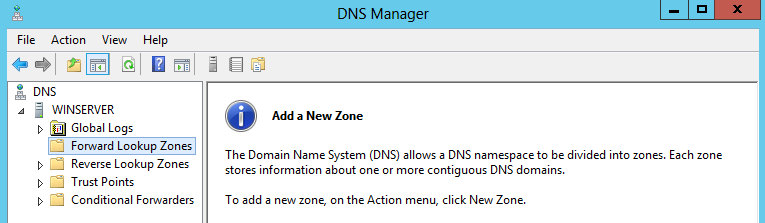 DNS Manager
File Action View Help
DNS
WINSERVER
Global Logs
Forward Lookup Zones
Reverse Lookup Zones
Trust Points
Conditional Forwarders
Add a New Zone
The Domain Name System (DNS) allows a DNS namespace to be divided into zones. Each zone
stores information about one or more contiguous DNS domains.
To add a new zone, on the Action menu, click New Zone.